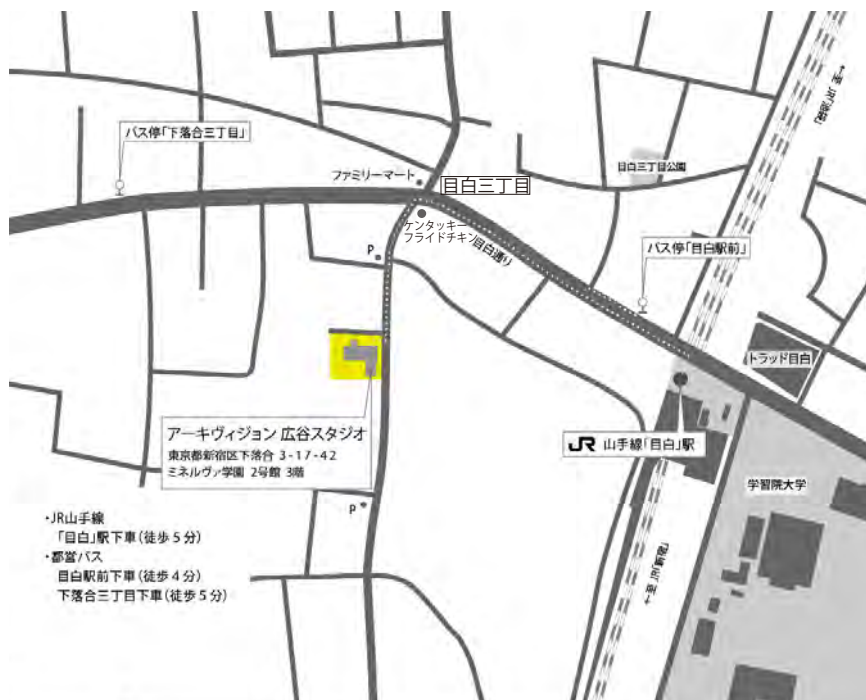 ←至 JR「池袋」
バス停「下落合三丁目」
目白三丁目公園
ファミリーマート
目白三丁目
ケンタッキー
フライドチキン
目白通り
P
バス停「目白駅前」
トラッド目白
アーキヴィジョン 広谷スタジオ
東京都新宿区下落合 3-17-42
ミネルヴァ学園 2号館 3階
JR 山手線「目白」駅
学習院大学
P
・JR山手線
「目白」駅下車(徒歩5分)
・都営バス
目白駅前下車(徒歩4分)
下落合三丁目下車(徒歩5分)